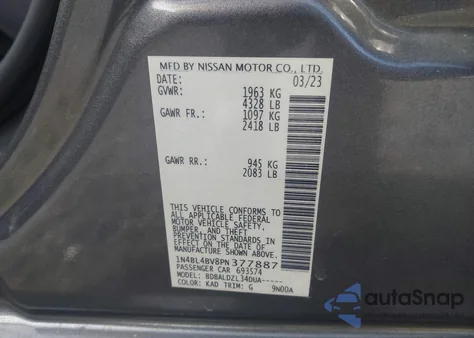 MFD BY NISSAN MOTOR CO., LTD.
DATE: 03/23
GVWR: 1963 KG
4328 LB
GAWR FR.: 1097 KG
2418 LB
GAWR RR.: 945 KG
2083 LB
THIS VEHICLE CONFORMS TO
ALL APPLICABLE FEDERAL
MOTOR VEHICLE SAFETY,
BUMPER, AND THEFT
PREVENTION STANDARDS
IN EFFECT ON THE DATE OF
MANUFACTURE SHOWN ABOVE.
1N4BL4BV8PN377887
PASSENGER CAR 693574
MODEL: BDBALDZL34DUA-----
COLOR: KAD TRIM: G 9N00A
autoSnap